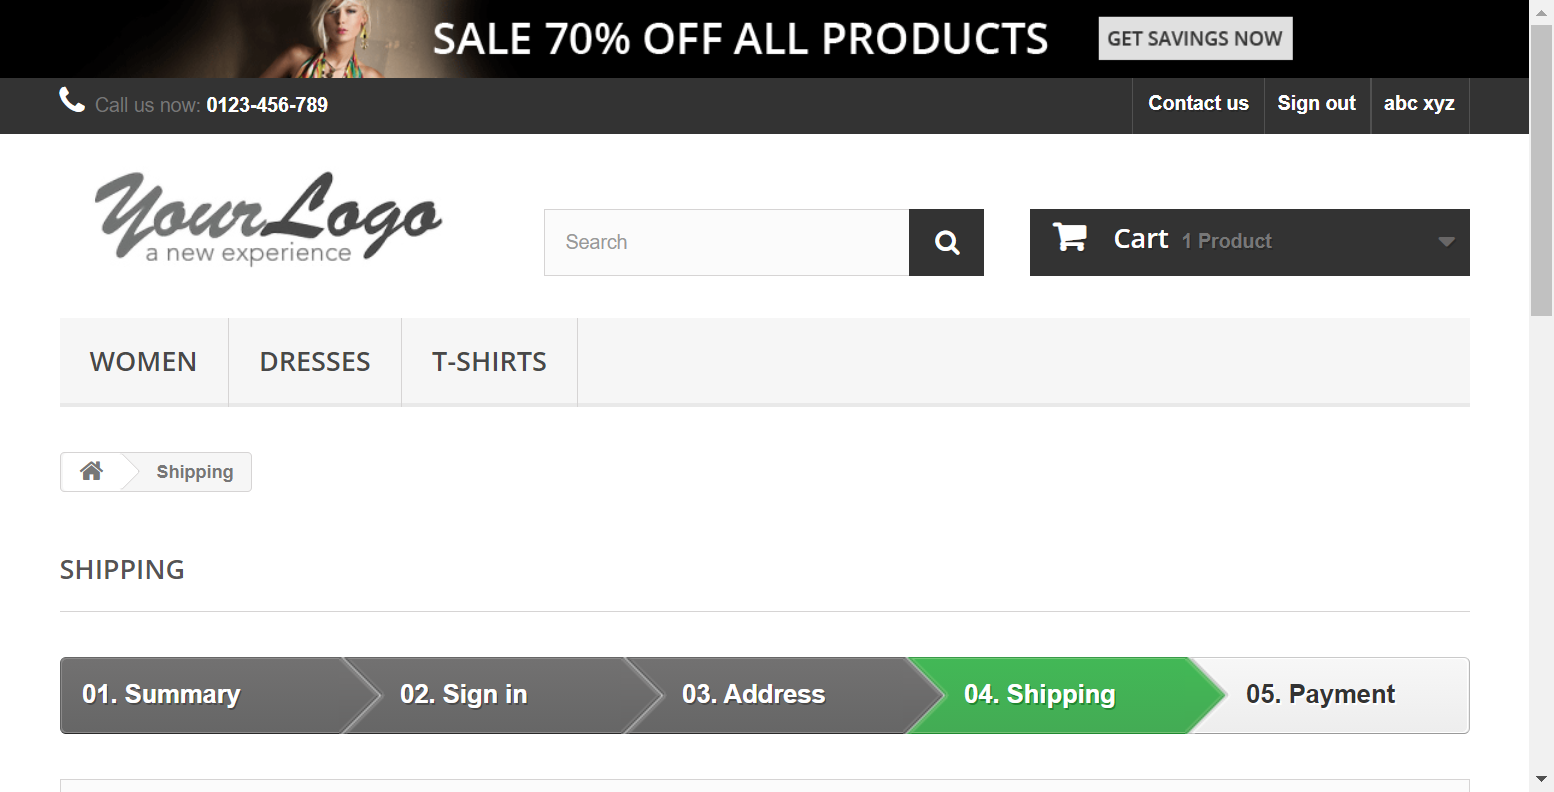 SALE 70% OFF ALL PRODUCTS GET SAVINGS NOW
Call us now: 0123-456-789 Contact us Sign out abc xyz
YourLogo
a new experience
Search
Cart 1 Product
WOMEN DRESSES T-SHIRTS
Shipping
SHIPPING
01. Summary 02. Sign in 03. Address 04. Shipping 05. Payment